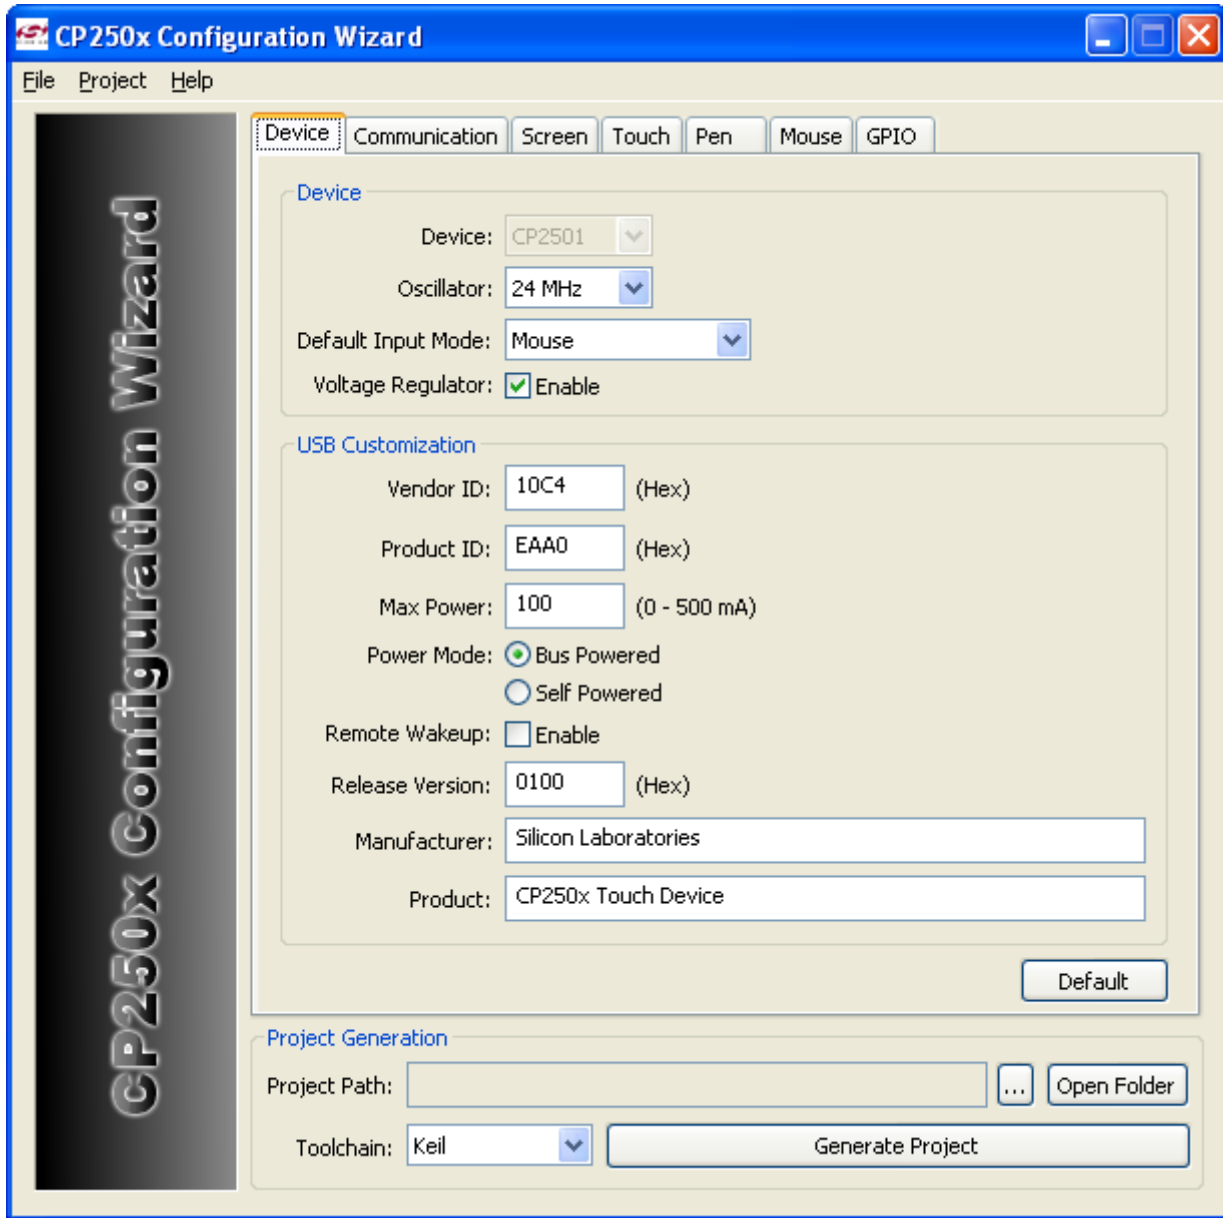 CP250x Configuration Wizard
File Project Help
CP250x Configuration Wizard
Device Communication Screen Touch Pen Mouse GPIO
Device
Device: CP2501
Oscillator: 24 MHz
Default Input Mode: Mouse
Voltage Regulator: Enable
USB Customization
Vendor ID: 10C4 (Hex)
Product ID: EAA0 (Hex)
Max Power: 100 (0 - 500 mA)
Power Mode: Bus Powered
Self Powered
Remote Wakeup: Enable
Release Version: 0100 (Hex)
Manufacturer: Silicon Laboratories
Product: CP250x Touch Device
Default
Project Generation
Project Path: ... Open Folder
Toolchain: Keil Generate Project